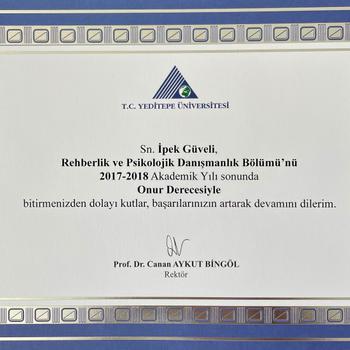 T.C. YEDİTEPE ÜNİVERSİTESİ
Sn. İpek Güveli,
Rehberlik ve Psikolojik Danışmanlık Bölümü'nü
2017-2018 Akademik Yılı sonunda
Onur Derecesiyle
bitirmenizden dolayı kutlar, başarılarınızın artarak devamını dilerim.
Prof. Dr. Canan AYKUT BİNGÖL
Rektör